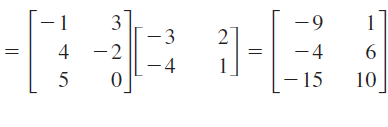 = [-1 3] [-3 2] = [-9 1]
[4 -2] [-4 1] [-4 6]
[5 0] [-15 10]